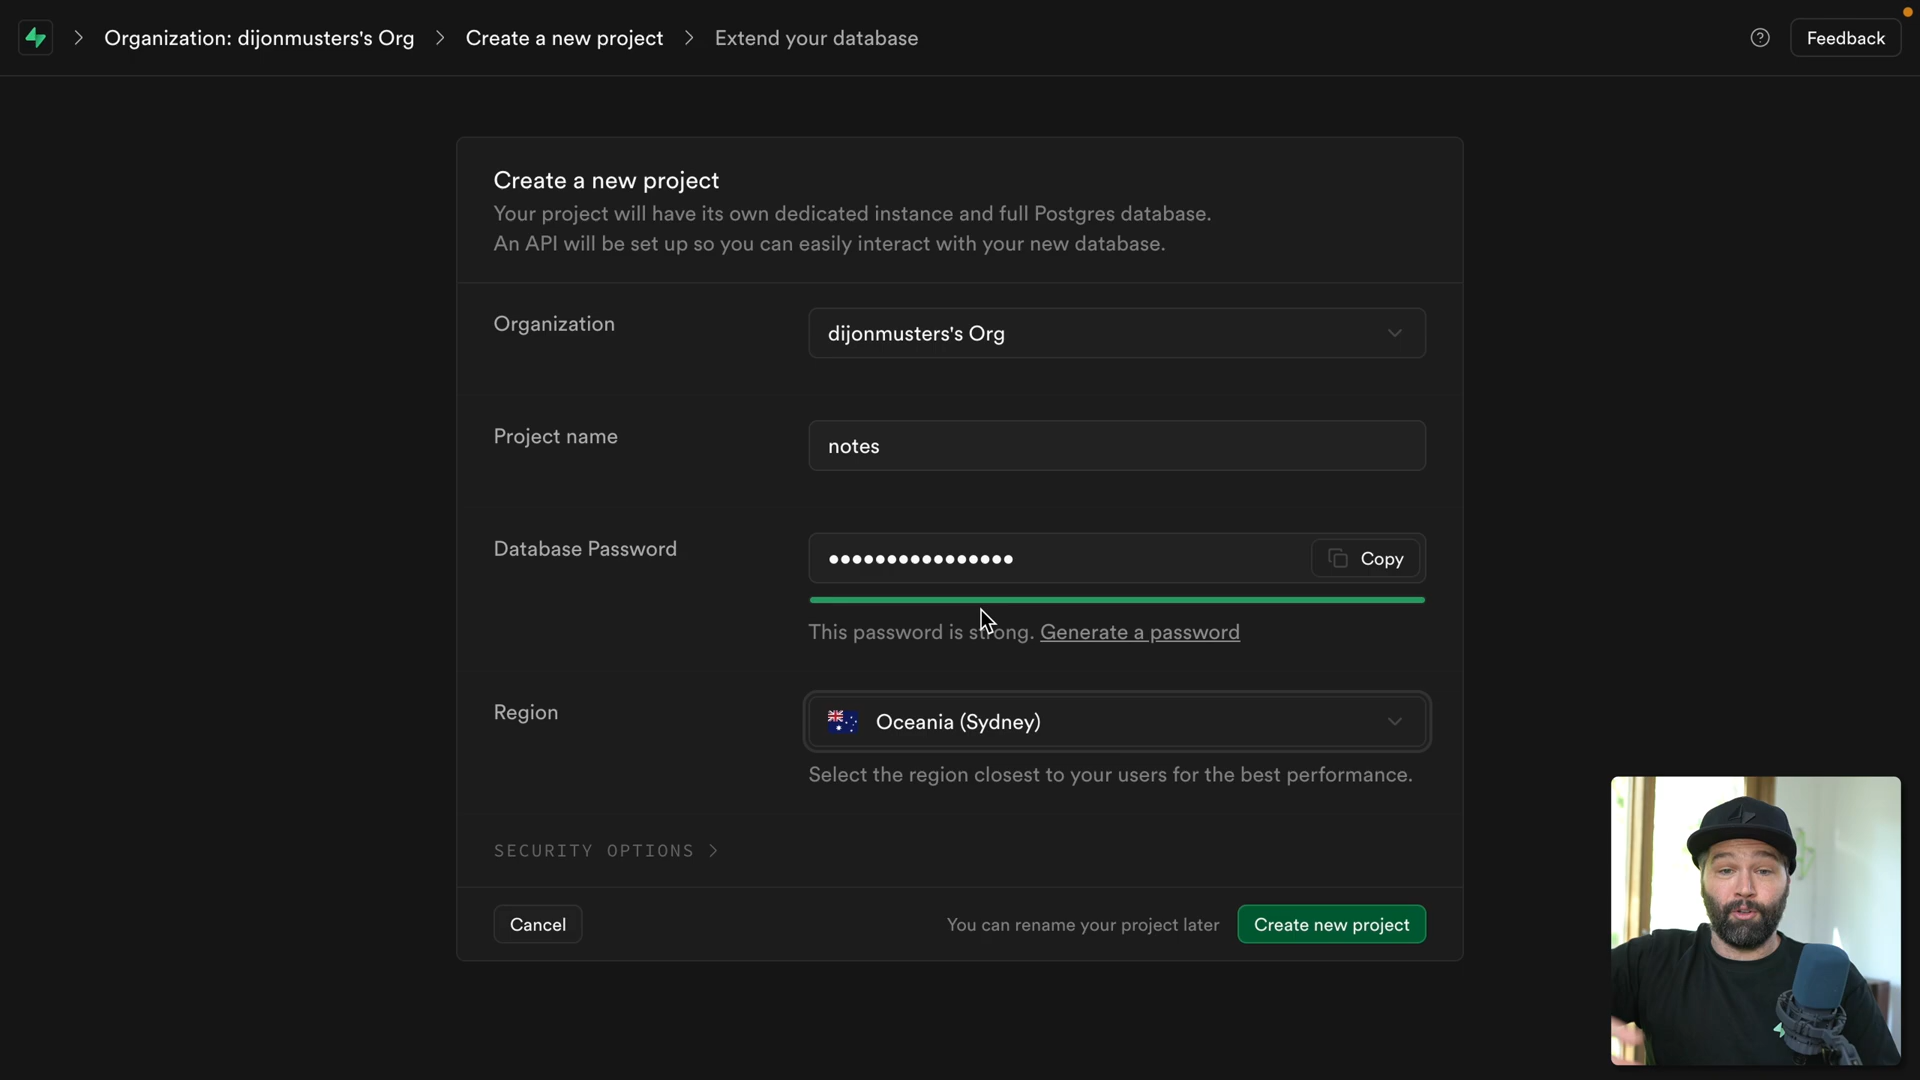 Organization: dijonmusters's Org
Create a new project
Extend your database
Feedback
Create a new project
Your project will have its own dedicated instance and full Postgres database.
An API will be set up so you can easily interact with your new database.
Organization
dijonmusters's Org
Project name
notes
Database Password
Copy
This password is strong. Generate a password
Region
Oceania (Sydney)
Select the region closest to your users for the best performance.
SECURITY OPTIONS
Cancel
You can rename your project later
Create new project